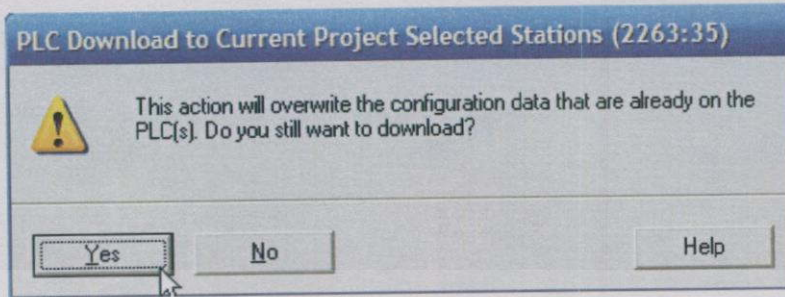 PLC Download to Current Project Selected Stations (2263:35)
This action will overwrite the configuration data that are already on the
PLC(s). Do you still want to download?
Yes
No
Help